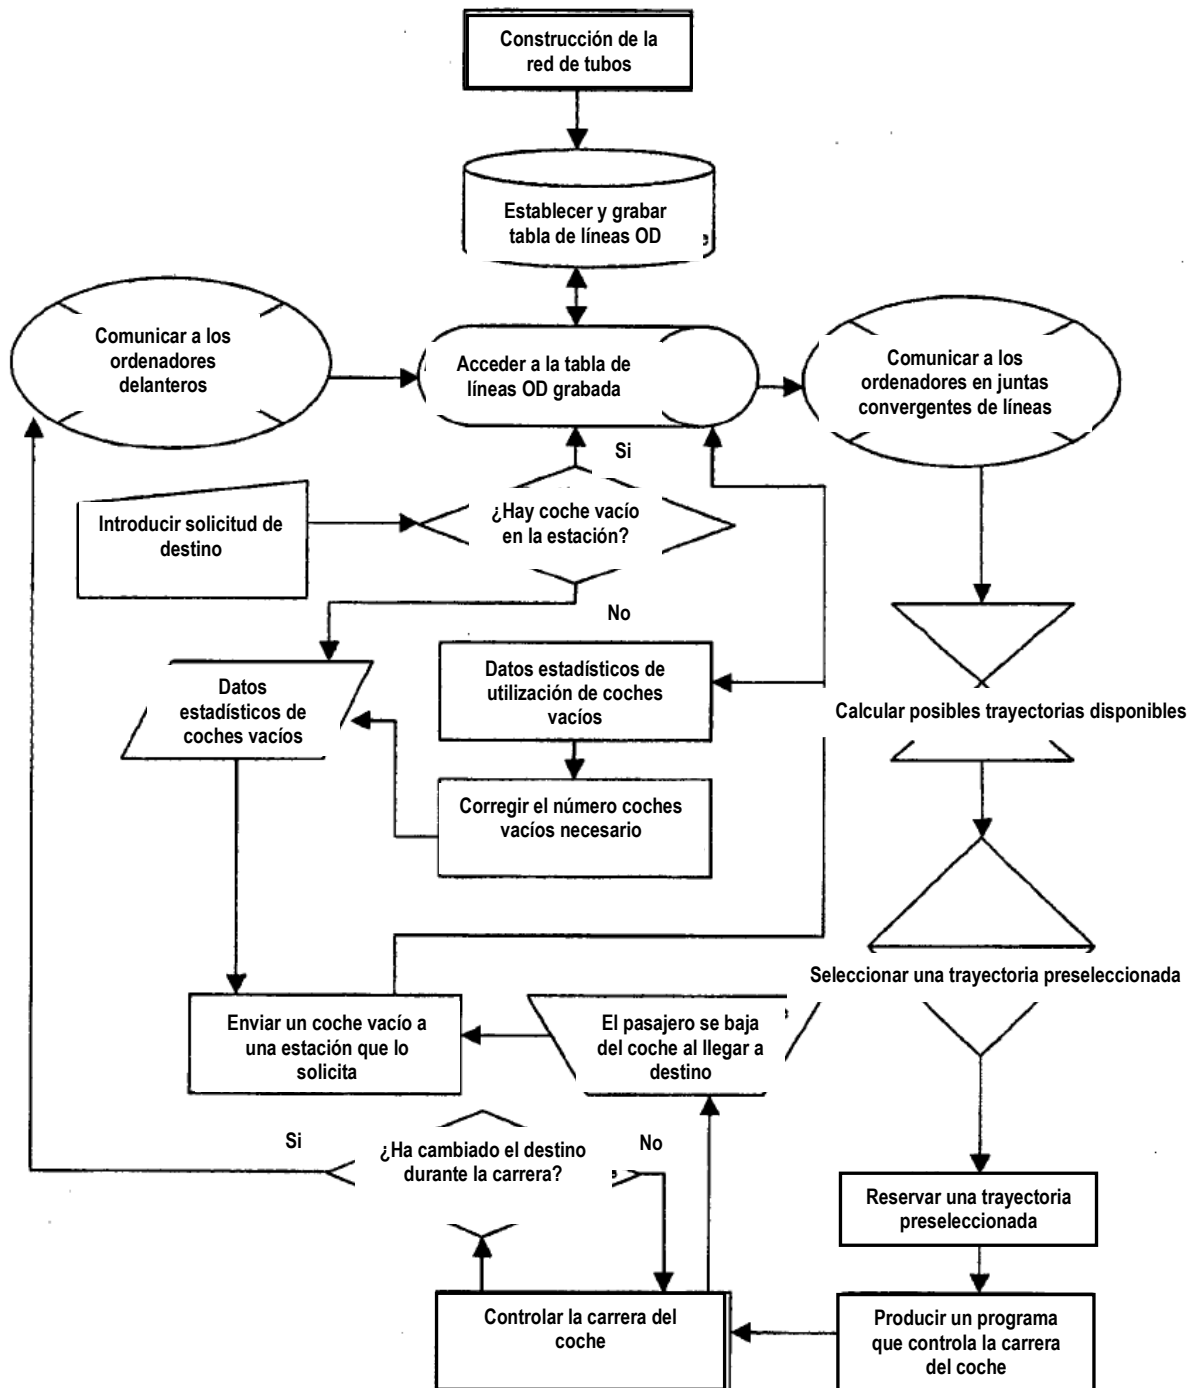 Construcción de la
red de tubos
Establecer y grabar
tabla de líneas OD
Comunicar a los
ordenadores
delanteros
Acceder a la tabla de
líneas OD grabada
Comunicar a los
ordenadores en juntas
convergentes de líneas
Si
Introducir solicitud de
destino
¿Hay coche vacío
en la estación?
No
Datos
estadísticos de
coches vacíos
Datos estadísticos de
utilización de coches
vacíos
Calcular posibles trayectorias disponibles
Corregir el número coches
vacíos necesario
Seleccionar una trayectoria preseleccionada
Enviar un coche vacío a
una estación que lo
solicita
El pasajero se baja
del coche al llegar a
destino
Si
¿Ha cambiado el destino
durante la carrera?
No
Reservar una trayectoria
preseleccionada
Controlar la carrera del
coche
Producir un programa
que controla la carrera
del coche